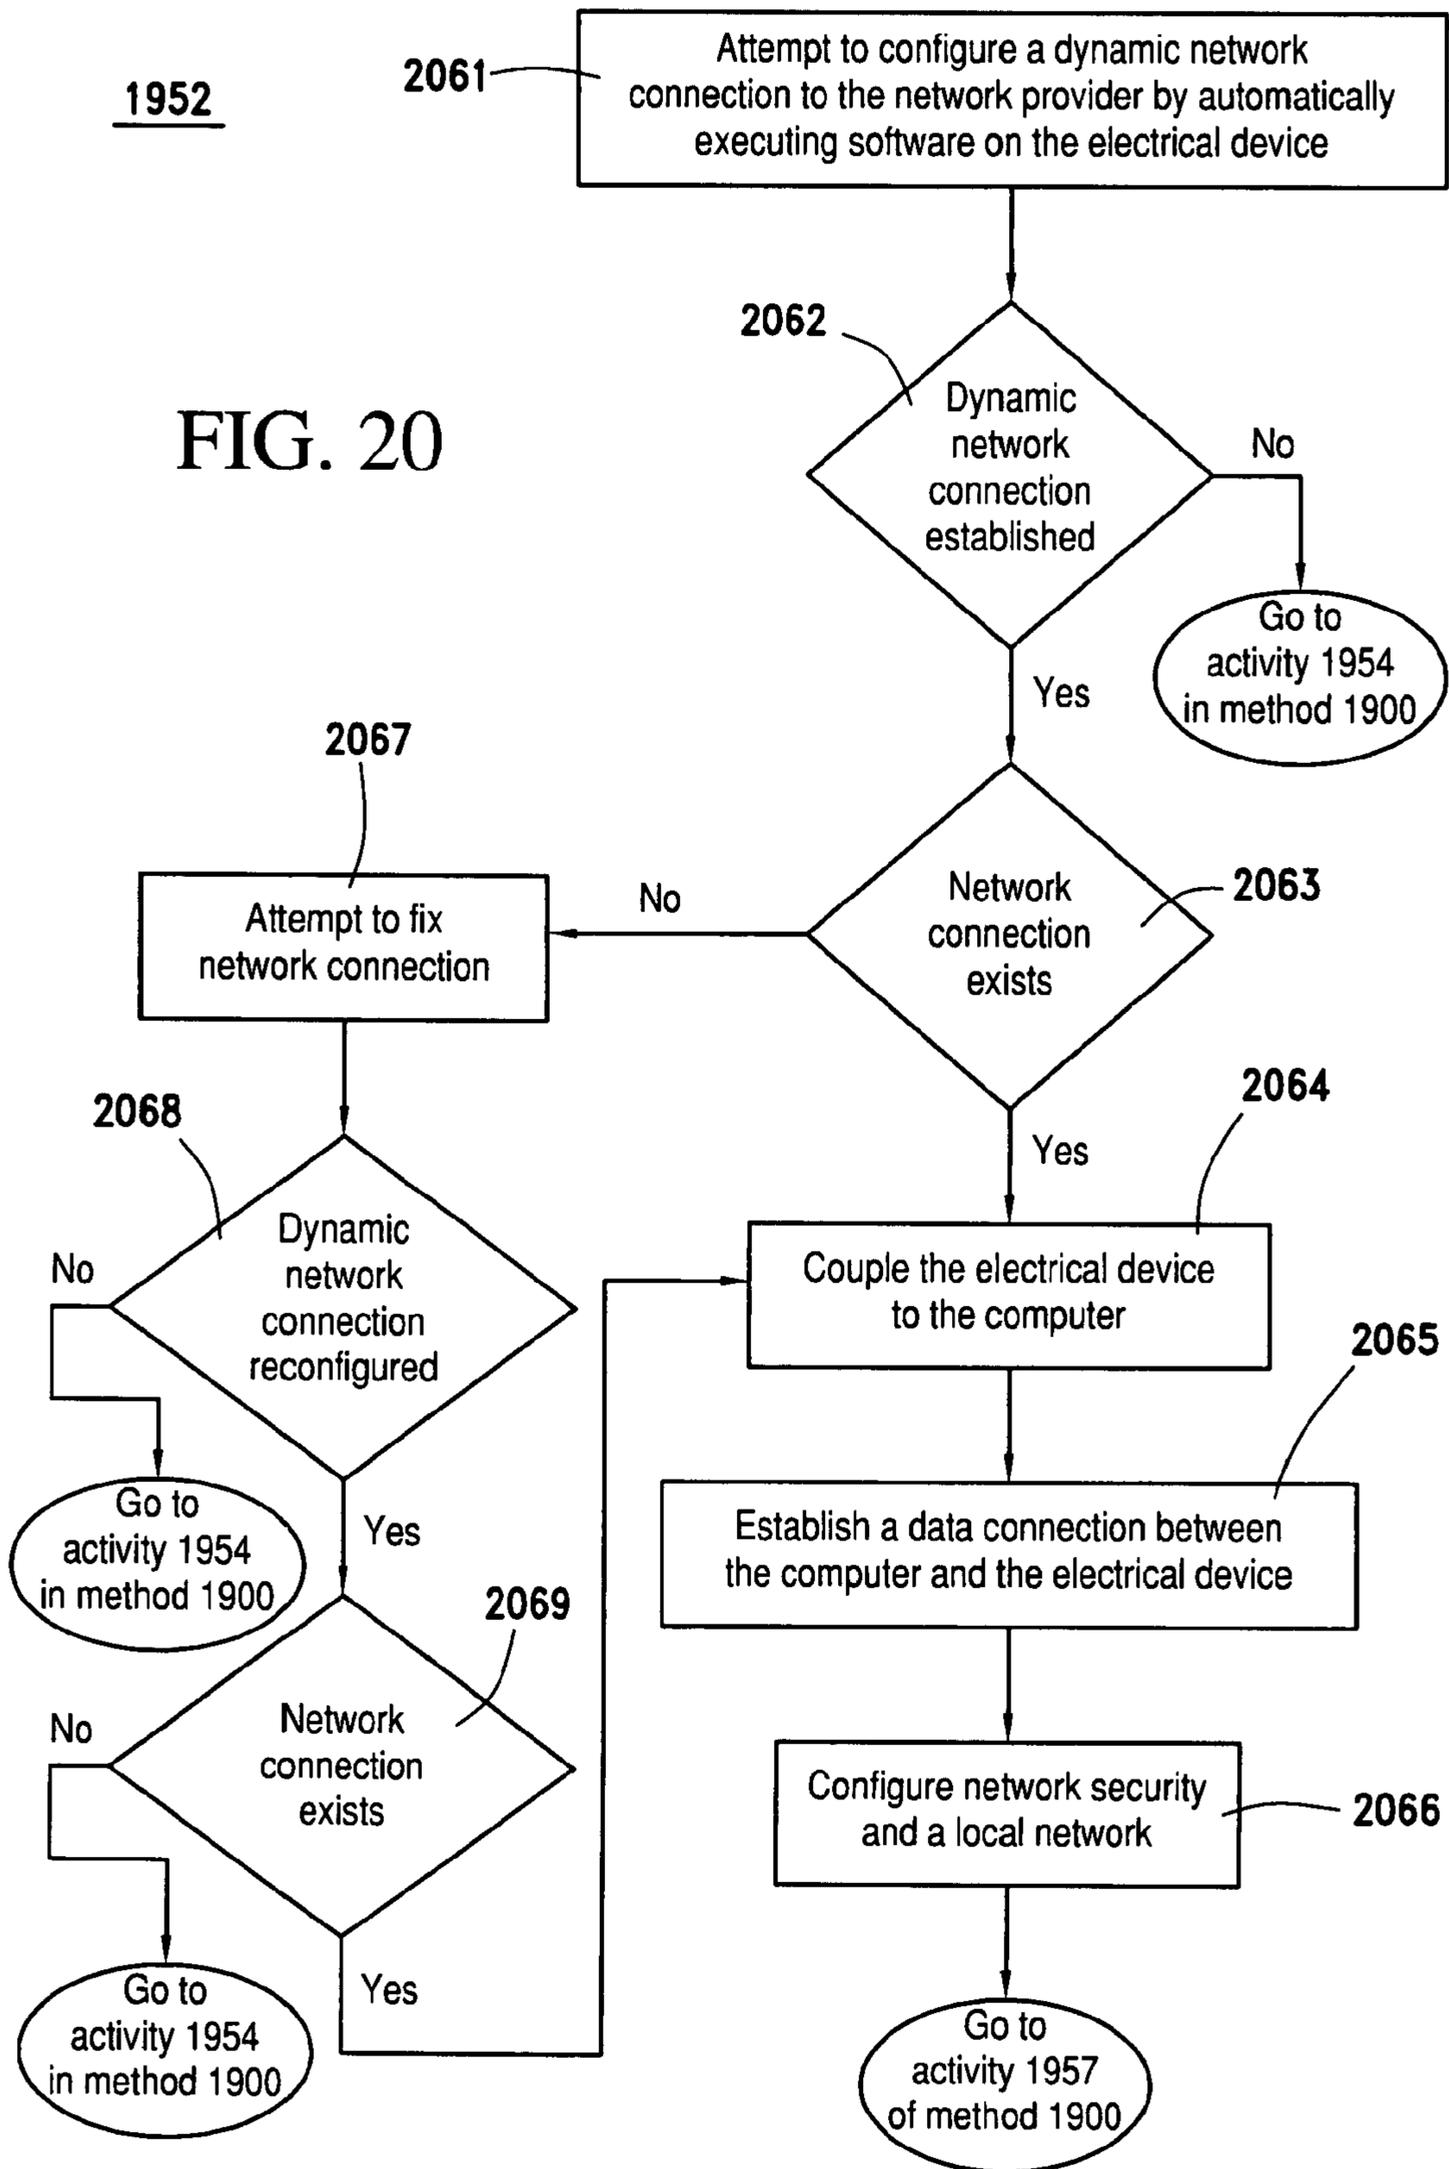 1952
2061
Attempt to configure a dynamic network
connection to the network provider by automatically
executing software on the electrical device
FIG. 20
2062
Dynamic
network
connection
established
No
Go to
activity 1954
in method 1900
Yes
2063
Network
connection
exists
No
2067
Attempt to fix
network connection
Yes
2064
Couple the electrical device
to the computer
2068
Dynamic
network
connection
reconfigured
No
Go to
activity 1954
in method 1900
Yes
2065
Establish a data connection between
the computer and the electrical device
2069
Network
connection
exists
No
Go to
activity 1954
in method 1900
Yes
Configure network security
and a local network
2066
Go to
activity 1957
of method 1900